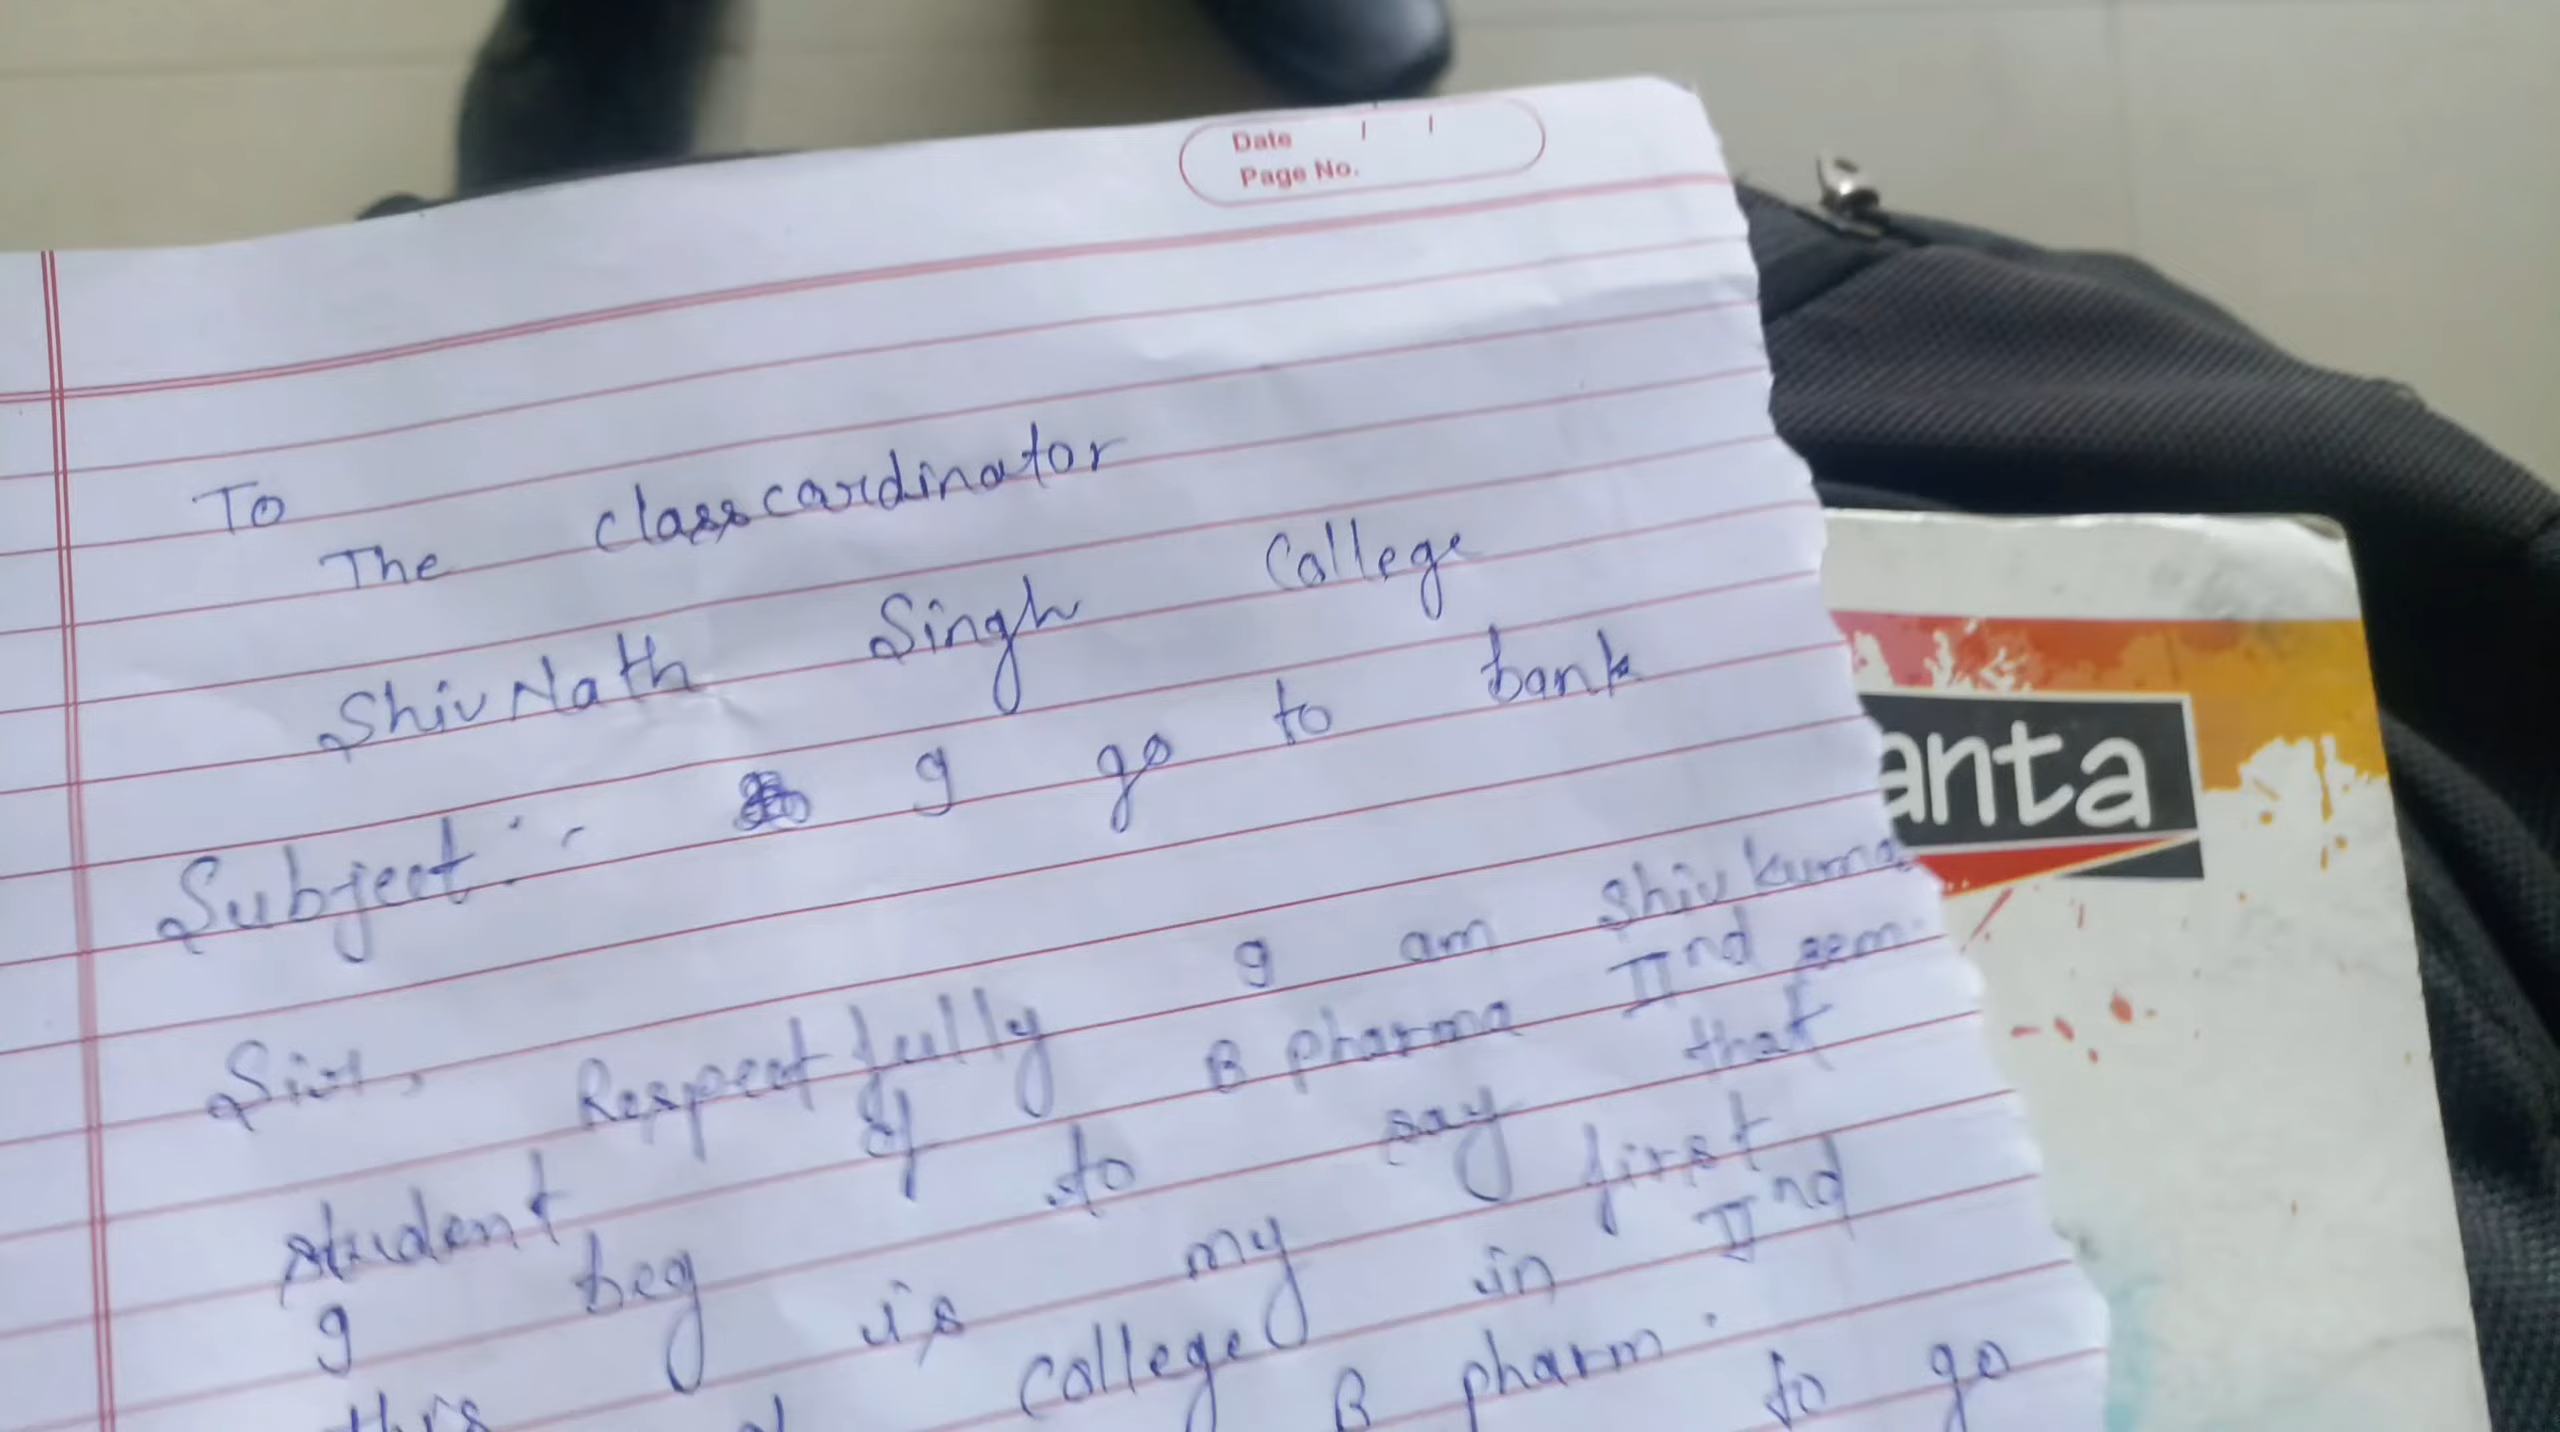 Date / /
Page No.
To
The classcardinator
Shiv Nath Singh College
Subject :- I go to bank
Sir, Respectfully I am Shiv kuma
student of B pharma IInd sem.
I beg to say that
this is my first
college in IInd
B pharm.
to go
anta